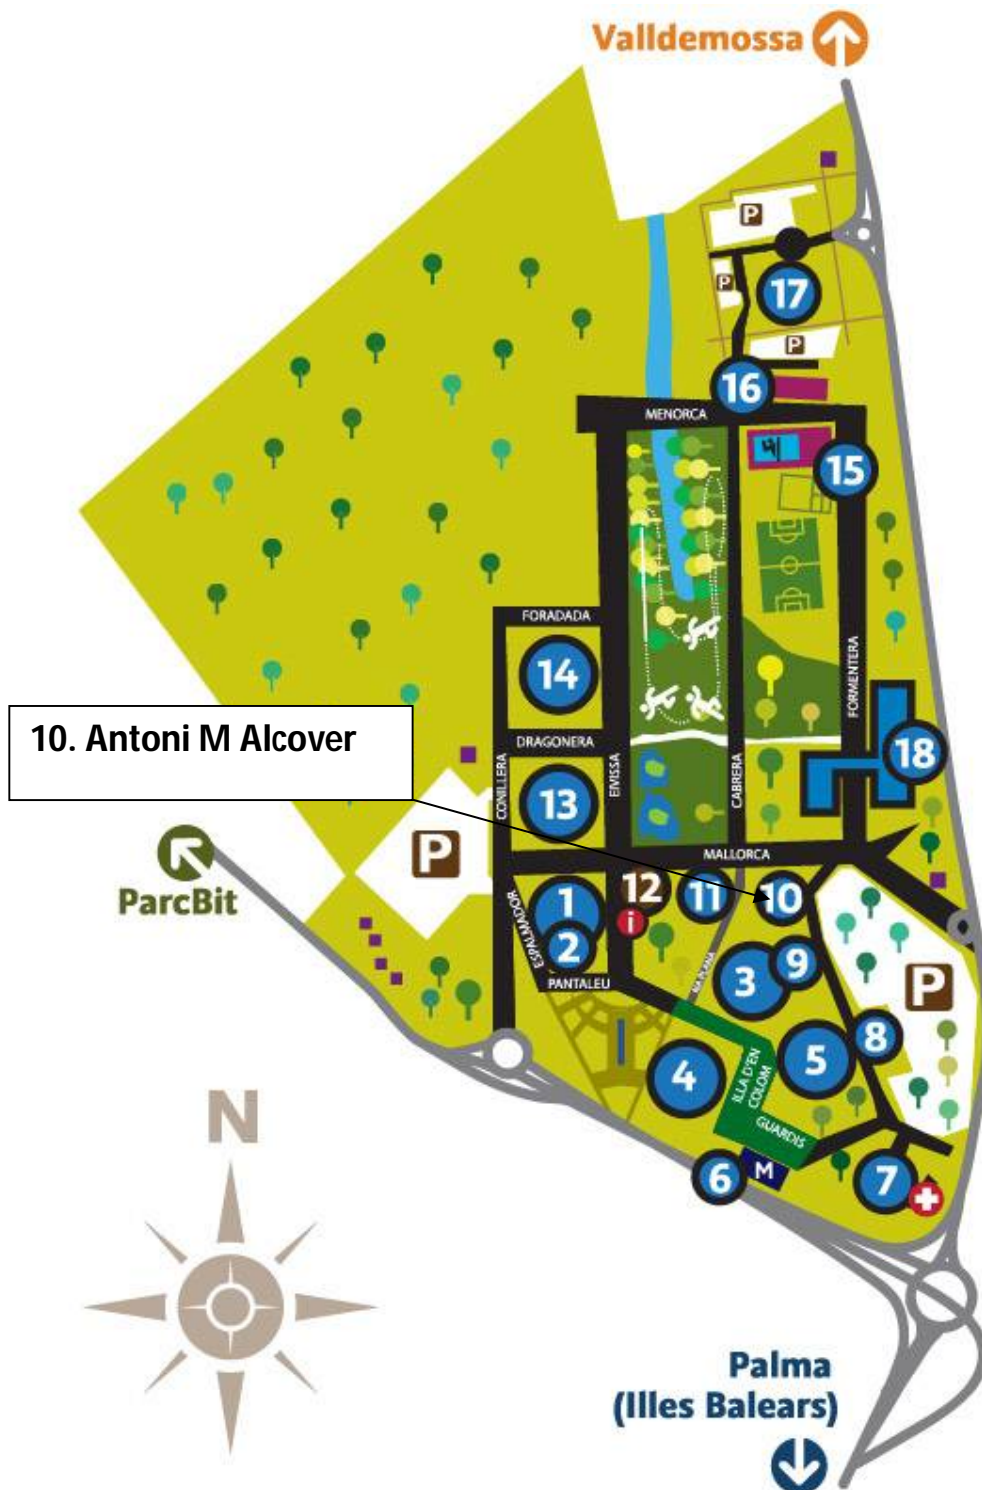 Valldemossa
P
P
17
P
16
MENORCA
15
FORADADA
14
FORMENTERA
10. Antoni M Alcover
DRAGONERA
18
CONILLERA
EIVISSA
CABRERA
13
MALLORCA
P
ParcBit
1
12
11
10
i
2
ESPALMADOR
PANTALEU
9
3
P
8
5
4
ILLA D'EN
COLOM
GUARDIS
M
6
7
N
Palma
(Illes Balears)